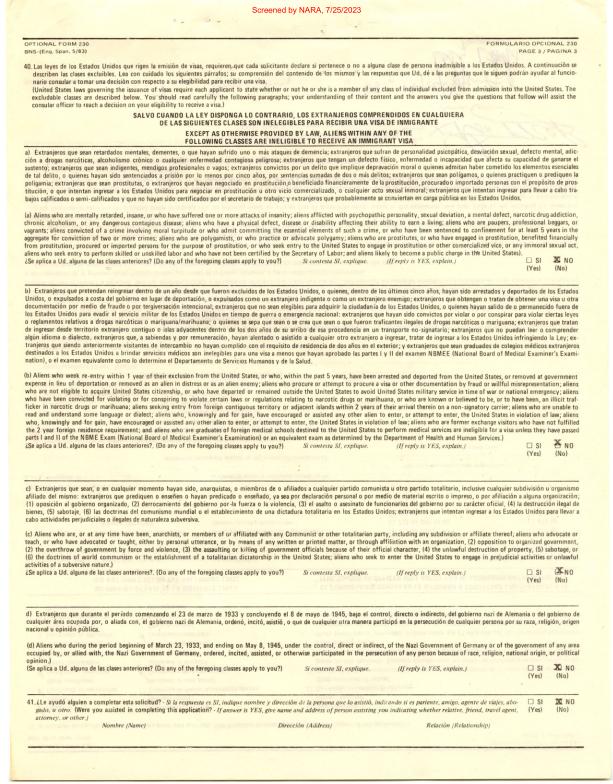 Screened by NARA, 7/25/2023
OPTIONAL FORM 230
BNS-(Eng. Span. 5/83)
FORMULARIO OPCIONAL 230
PAGE 3 / PAGINA 3
40. Las leyes de los Estados Unidos que rigen la emisión de visas, requieren, que cada solicitante declare si pertenece o no a alguna clase de persona inadmisible a los Estados Unidos. A continuación se
describen las clases excluibles. Lea con cuidado los siguientes párrafos; su comprensión del contenido de los mismos y las respuestas que Ud. dé a las preguntas que le siguen podrán ayudar al funcio-
nario consular a tomar una decisión con respecto a su eligibilidad para recibir una visa.
(United States laws governing the issuance of visas require each applicant to state whether or not he or she is a member of any class of individual excluded from admission into the United States. The
excludable classes are described below. You should read carefully the following paragraphs; your understanding of their content and the answers you give the questions that follow will assist the
consular officer to reach a decision on your eligibility to receive a visa.)
SALVO CUANDO LA LEY DISPONGA LO CONTRARIO, LOS EXTRANJEROS COMPRENDIDOS EN CUALQUIERA
DE LAS SIGUIENTES CLASES SON INELEGIBLES PARA RECIBIR UNA VISA DE INMIGRANTE
EXCEPT AS OTHERWISE PROVIDED BY LAW, ALIENS WITHIN ANY OF THE
FOLLOWING CLASSES ARE INELIGIBLE TO RECEIVE AN IMMIGRANT VISA
a) Extranjeros que sean retardados mentales, dementes, o que hayan sufrido uno o más ataques de demencia; extranjeros que sufran de personalidad psicopática, desviación sexual, defecto mental, adic-
ción a drogas narcóticas, alcoholismo crónico o cualquier enfermedad contagiosa peligrosa; extranjeros que tengan un defecto físico, enfermedad o incapacidad que afecta su capacidad de ganarse el
sustento; extranjeros que sean indigentes, mendigos profesionales o vagos; extranjeros convictos por un delito que implique depravación moral o quienes admitan haber cometido los elementos esenciales
de tal delito, o quienes hayan sido sentenciados a prisión por lo menos por cinco años, por sentencias sumadas de dos o más delitos; extranjeros que sean polígamos, o quienes practiquen o prediquen la
poligamia; extranjeros que sean prostitutas, o extranjeros que hayan negociado en prostitución, o beneficiado financieramente de la prostitución, procurado o importado personas con el propósito de pros-
titución, o que intenten ingresar a los Estados Unidos para negociar en prostitución u otro vicio comercializado, o cualquier acto sexual inmoral; extranjeros que intentan ingresar para llevar a cabo tra-
bajos calificados o semi-calificados y que no hayan sido certificados por el secretario de trabajo; y extranjeros que probablemente se conviertan en carga pública en los Estados Unidos.
(a) Aliens who are mentally retarded, insane, or who have suffered one or more attacks of insanity; aliens afflicted with psychopathic personality, sexual deviation, a mental defect, narcotic drug addiction,
chronic alcoholism, or any dangerous contagious disease; aliens who have a physical defect, disease or disability affecting their ability to earn a living; aliens who are paupers, professional beggars, or
vagrants; aliens convicted of a crime involving moral turpitude or who admit committing the essential elements of such a crime, or who have been sentenced to confinement for at least 5 years in the
aggregate for conviction of two or more crimes; aliens who are polygamists, or who practice or advocate polygamy; aliens who are prostitutes, or who have engaged in prostitution, benefited financially
from prostitution, procured or imported persons for the purpose of prostitution, or who seek entry to the United States to engage in prostitution or other comercialized vice, or any immoral sexual act,
aliens who seek entry to perform skilled or unskilled labor and who have not been certified by the Secretary of Labor; and aliens likely to become a public charge in the United States).
¿Se aplica a Ud. alguna de las clases anteriores? (Do any of the foregoing classes apply to you?) Si contesta SI, explique. (If reply is YES, explain.) SI X NO
(Yes) (No)
b) Extranjeros que pretendan reingresar dentro de un año desde que fueron excluidos de los Estados Unidos, o quienes, dentro de los últimos cinco años, hayan sido arrestados y deportados de los Estados
Unidos, o expulsados a costa del gobierno en lugar de deportación, o expulsados como un extranjero indigente o como un extranjero enemigo; extranjeros que obtengan o tratan de obtener una visa u otra
documentación por medio de fraude o por tergiversación intencional; extranjeros que no sean elegibles para adquirir la ciudadanía de los Estados Unidos, o quienes hayan salido de o permanecido fuera de
los Estados Unidos para evadir el servicio militar de los Estados Unidos en tiempo de guerra o emergencia nacional; extranjeros que hayan sido convictos por violar o por conspirar para violar ciertas leyes
o reglamentos relativos a drogas narcóticas o mariguana/marihuana; o quienes se sepa que sean o se crea que sean o que fueron traficantes ilegales de drogas narcóticas o mariguana; extranjeros que tratan
de ingresar desde territorio extranjero contiguo o islas adyacentes dentro de los dos años de su arribo de esa procedencia en un transporte no-signatario; extranjeros que no puedan leer o comprender
algún idioma o dialecto, extranjeros que, a sabiendas y por remuneración, hayan alentado o asistido a cualquier otro extranjero a ingresar, tratar de ingresar a los Estados Unidos infringiendo la Ley; ex-
tranjeros que siendo anteriormente visitantes de intercambio no hayan cumplido con el requisito de residencia de dos años en el exterior; y extranjeros que sean graduados de colegios médicos extranjeros
destinados a los Estados Unidos a brindar servicios médicos son inelegibles para una visa a menos que hayan aprobado las partes I y II del examen NBMEE (National Board of Medical Examiner's Exami-
nation), o el examen equivalente como lo determine el Departamento de Servicios Humanos y de la Salud.
(b) Aliens who week re-entry within 1 year of their exclusion from the United States, or who, within the past 5 years, have been arrested and deported from the United States, or removed at government
expense in lieu of deportation or removed as an alien in distress or as an alien enemy; aliens who procure or attempt to procure a visa or other documentation by fraud or willful misrepresentation; aliens
who are not eligible to acquire United States citizenship, or who have departed or remained outside the United States to avoid United States military service in time of war or national emergency; aliens
who have been convicted for violating or for conspiring to violate certain laws or regulations relating to narcotic drugs or marihuana, or who are known or believed to be, or to have been, an illicit traf-
ficker in narcotic drugs or marihuana; aliens seeking entry from foreign contiguous territory or adjacent islands within 2 years of their arrival therein on a non-signatory carrier; aliens who are unable to
read and understand some language or dialect; aliens who, knowingly and for gain, have encouraged or assisted any other alien to enter, or attempt to enter, the United States in violation of law; aliens
who, knowingly and for gain, have encouraged or assisted any other alien to enter, or attempt to enter, the United States in violation of law; aliens who are former exchange visitors who have not fulfilled
the 2 year foreign residence requirement; and aliens who are graduates of foreign medical schools destined to the United States to perform medical services are ineligible for a visa unless they have passed
parts I and II of the NBME Exam (National Board of Medical Examiner's Examination) or an equivalent exam as determined by the Department of Health and Human Services.)
¿Se aplica a Ud. alguna de las clases anteriores?. (Do any of the foregoing classes apply to you?) Si contesta SI, explique. (If reply is YES, explain.) SI X NO
(Yes) (No)
c) Extranjeros que sean, o en cualquier momento hayan sido, anarquistas, o miembros de o afiliados a cualquier partido comunista u otro partido totalitario, inclusive cualquier subdivisión u organismo
afiliado del mismo: extranjeros que prediquen o enseñen o hayan predicado o enseñado, ya sea por declaración personal o por medio de material escrito o impreso, o por afiliación a alguna organización;
(1) oposición al gobierno organizado, (2) derrocamiento del gobierno por la fuerza o la violencia, (3) el asalto o asesinato de funcionarios del gobierno por su carácter oficial, (4) la destrucción ilegal de
bienes, (5) sabotaje, (6) las doctrinas del comunismo mundial o el establecimiento de una dictadura totalitaria en los Estados Unidos; extranjeros que intentan ingresar a los Estados Unidos para llevar a
cabo actividades perjudiciales o ilegales de naturaleza subversiva.
(c) Aliens who are, or at any time have been, anarchists, or members of or affiliated with any Communist or other totalitarian party, including any subdivision or affiliate thereof; aliens who advocate or
teach, or who have advocated or taught, either by personal utterance, or by means of any written or printed matter, or through affiliation with an organization, (1) opposition to organized government,
(2) the overthrow of government by force and violence, (3) the assaulting or killing of government officials because of their official character, (4) the unlawful destruction of property, (5) sabotage, or
(6) the doctrines of world communism or the establishment of a totalitarian dictatorship in the United States; aliens who seek to enter the United States to engage in prejudicial activities or unlawful
activities of a subversive nature.)
¿Se aplica a Ud. alguna de las clases anteriores?. (Do any of the foregoing classes apply to you?) Si contesta SI, explique. (If reply is YES, explain.) SI X NO
(Yes) (No)
d) Extranjeros que durante el período comenzando el 23 de marzo de 1933 y concluyendo el 8 de mayo de 1945, bajo el control, directo o indirecto, del gobierno nazi de Alemania o del gobierno de
cualquier área ocupada por, o aliada con, el gobierno nazi de Alemania, ordenó, incitó, asistió, o que de cualquier otra manera participó en la persecución de cualquier persona por su raza, religión, origen
nacional u opinión pública.
(d) Aliens who during the period beginning of March 23, 1933, and ending on May 8, 1945, under the control, direct or indirect, of the Nazi Government of Germany or of the government of any area
occupied by, or allied with, the Nazi Government of Germany, ordered, incited, assisted, or otherwise participated in the persecution of any person because of race, religion, national origin, or political
opinion.)
¿Se aplica a Ud. alguna de las clases anteriores? (Do any of the foregoing classes apply to you?) Si contesta SI, explique. (If reply is YES, explain.) SI X NO
(Yes) (No)
41. ¿Le ayudó alguien a completar esta solicitud? - Si la respuesta es SI, indique nombre y dirección de la persona que lo asistió, indicando si es pariente, amigo, agente de viajes, abo- SI X NO
gado, u otro. (Were you assisted in completing this application? - If answer is YES, give name and address of person assisting you indicating whether relative, friend, travel agent, (Yes) (No)
attorney, or other.)
Nombre (Name) Dirección (Address) Relación (Relationship)